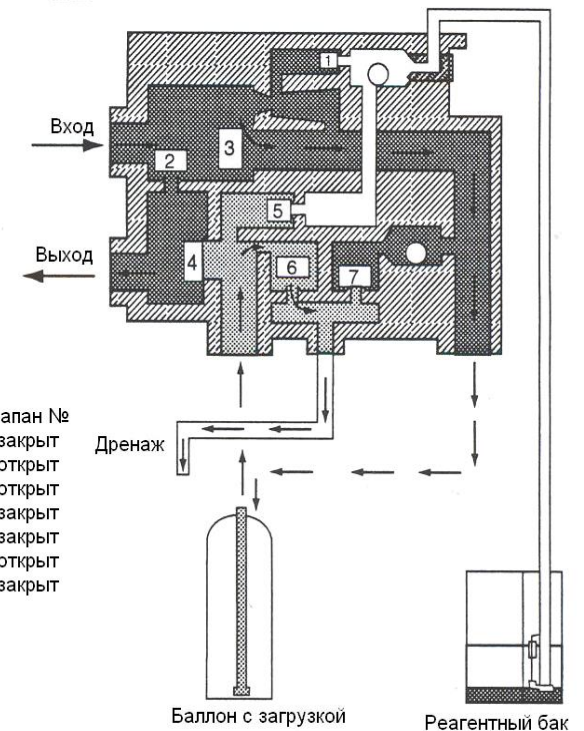 1
Вход
2
3
5
Выход
4
6
7
апан №
закрыт
открыт
открыт
закрыт
закрыт
открыт
закрыт
Дренаж
Баллон с загрузкой
Реагентный бак